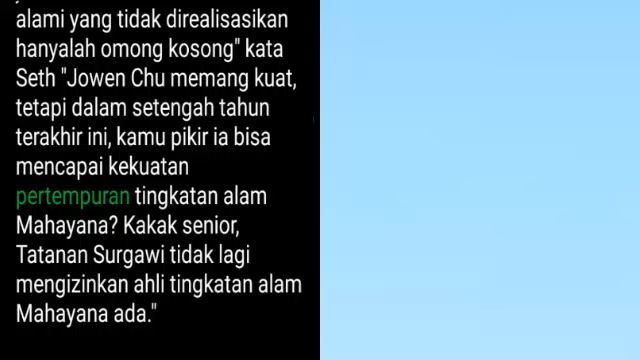 alami yang tidak direalisasikan
hanyalah omong kosong" kata
Seth "Jowen Chu memang kuat,
tetapi dalam setengah tahun
terakhir ini, kamu pikir ia bisa
mencapai kekuatan
pertempuran tingkatan alam
Mahayana? Kakak senior,
Tatanan Surgawi tidak lagi
mengizinkan ahli tingkatan alam
Mahayana ada."